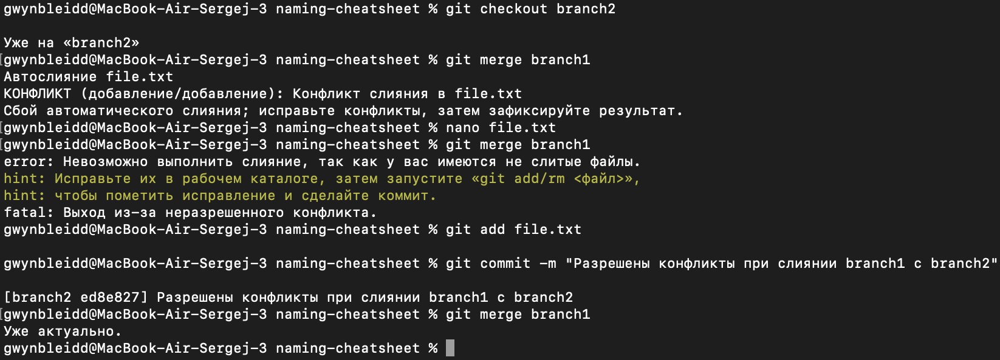 gwynbleidd@MacBook-Air-Sergej-3 naming-cheatsheet % git checkout branch2
Уже на «branch2»
[gwynbleidd@MacBook-Air-Sergej-3 naming-cheatsheet % git merge branch1
Автослияние file.txt
КОНФЛИКТ (добавление/добавление): Конфликт слияния в file.txt
Сбой автоматического слияния; исправьте конфликты, затем зафиксируйте результат.
[gwynbleidd@MacBook-Air-Sergej-3 naming-cheatsheet % nano file.txt
[gwynbleidd@MacBook-Air-Sergej-3 naming-cheatsheet % git merge branch1
error: Невозможно выполнить слияние, так как у вас имеются не слитые файлы.
hint: Исправьте их в рабочем каталоге, затем запустите «git add/rm <файл>»,
hint: чтобы пометить исправление и сделайте коммит.
fatal: Выход из-за неразрешенного конфликта.
gwynbleidd@MacBook-Air-Sergej-3 naming-cheatsheet % git add file.txt
gwynbleidd@MacBook-Air-Sergej-3 naming-cheatsheet % git commit -m "Разрешены конфликты при слиянии branch1 с branch2"
[branch2 ed8e827] Разрешены конфликты при слиянии branch1 с branch2
[gwynbleidd@MacBook-Air-Sergej-3 naming-cheatsheet % git merge branch1
Уже актуально.
gwynbleidd@MacBook-Air-Sergej-3 naming-cheatsheet %